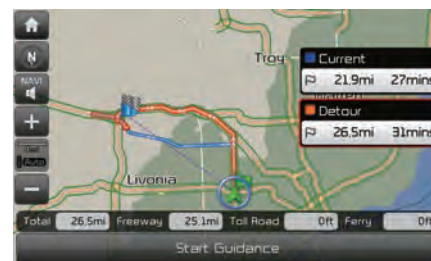 N
Troy
Current
NAVI
21.9mi 27mins
Warren
Detour
26.5mi 31mins
Auto
Livonia
Total 26.5mi Freeway 25.1mi Toll Road 0ft Ferry 0ft
Start Guidance